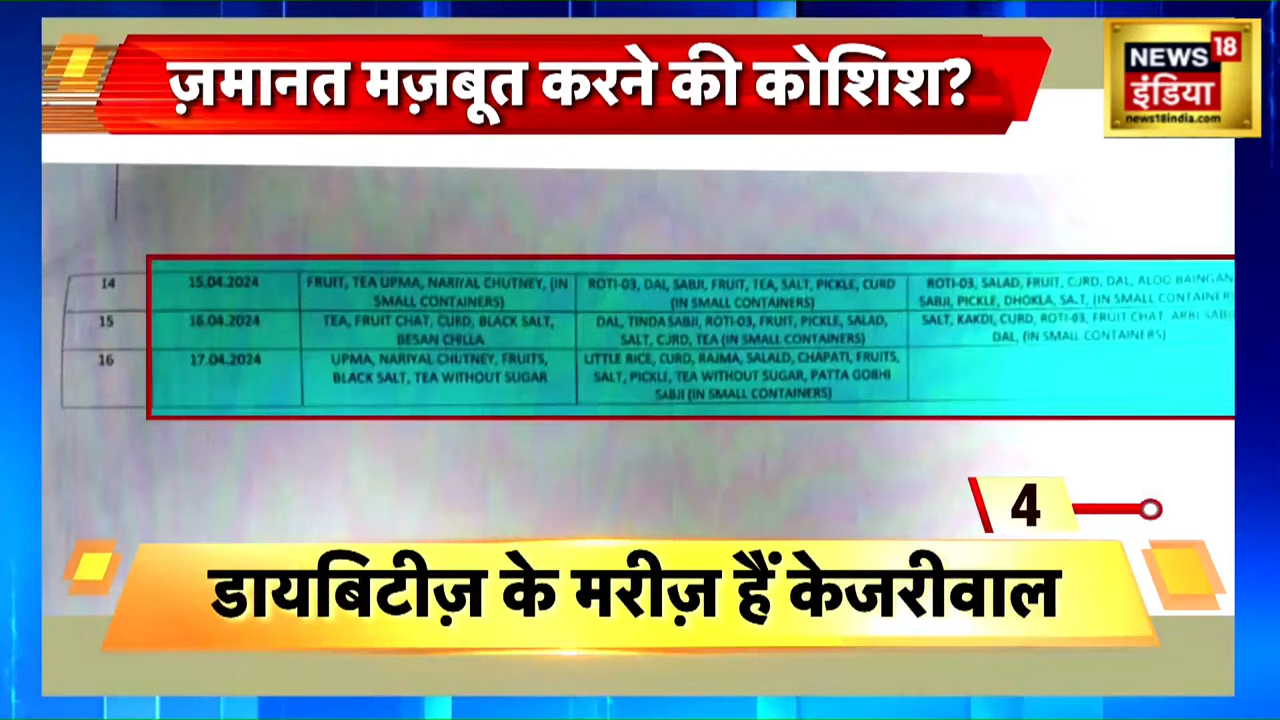 ज़मानत मज़बूत करने की कोशिश?
NEWS 18
इंडिया
news18india.com
14 15.04.2024 FRUIT, TEA UPMA, NARIYAL CHUTNEY, (IN ROTI-03, DAL, SABJI, FRUIT, TEA, SALT, PICKLE, CURD ROTI-03, SALAD, FRUIT, CURD, DAL, ALOO BAINGAN
SMALL CONTAINERS) (IN SMALL CONTAINERS) SABJI, PICKLE, DHOKLA, SALT, (IN SMALL CONTAINER
15 16.04.2024 TEA, FRUIT CHAT, CURD, BLACK SALT, DAL, TINDA SABJI, ROTI-03, FRUIT, PICKLE, SALAD, SALT, KAKDI, CURD, ROTI-03, FRUIT CHAT, ARBI SABJI
BESAN CHILLA SALT, CURD, TEA (IN SMALL CONTAINERS) DAL, (IN SMALL CONTAINERS)
16 17.04.2024 UPMA, NARIYAL CHUTNEY, FRUITS, LITTLE RICE, CURD, RAJMA, SALALD, CHAPATI, FRUITS,
BLACK SALT, TEA WITHOUT SUGAR SALT, PICKLE, TEA WITHOUT SUGAR, PATTA GOBHI
SABJI (IN SMALL CONTAINERS)
4
डायबिटीज़ के मरीज़ हैं केजरीवाल